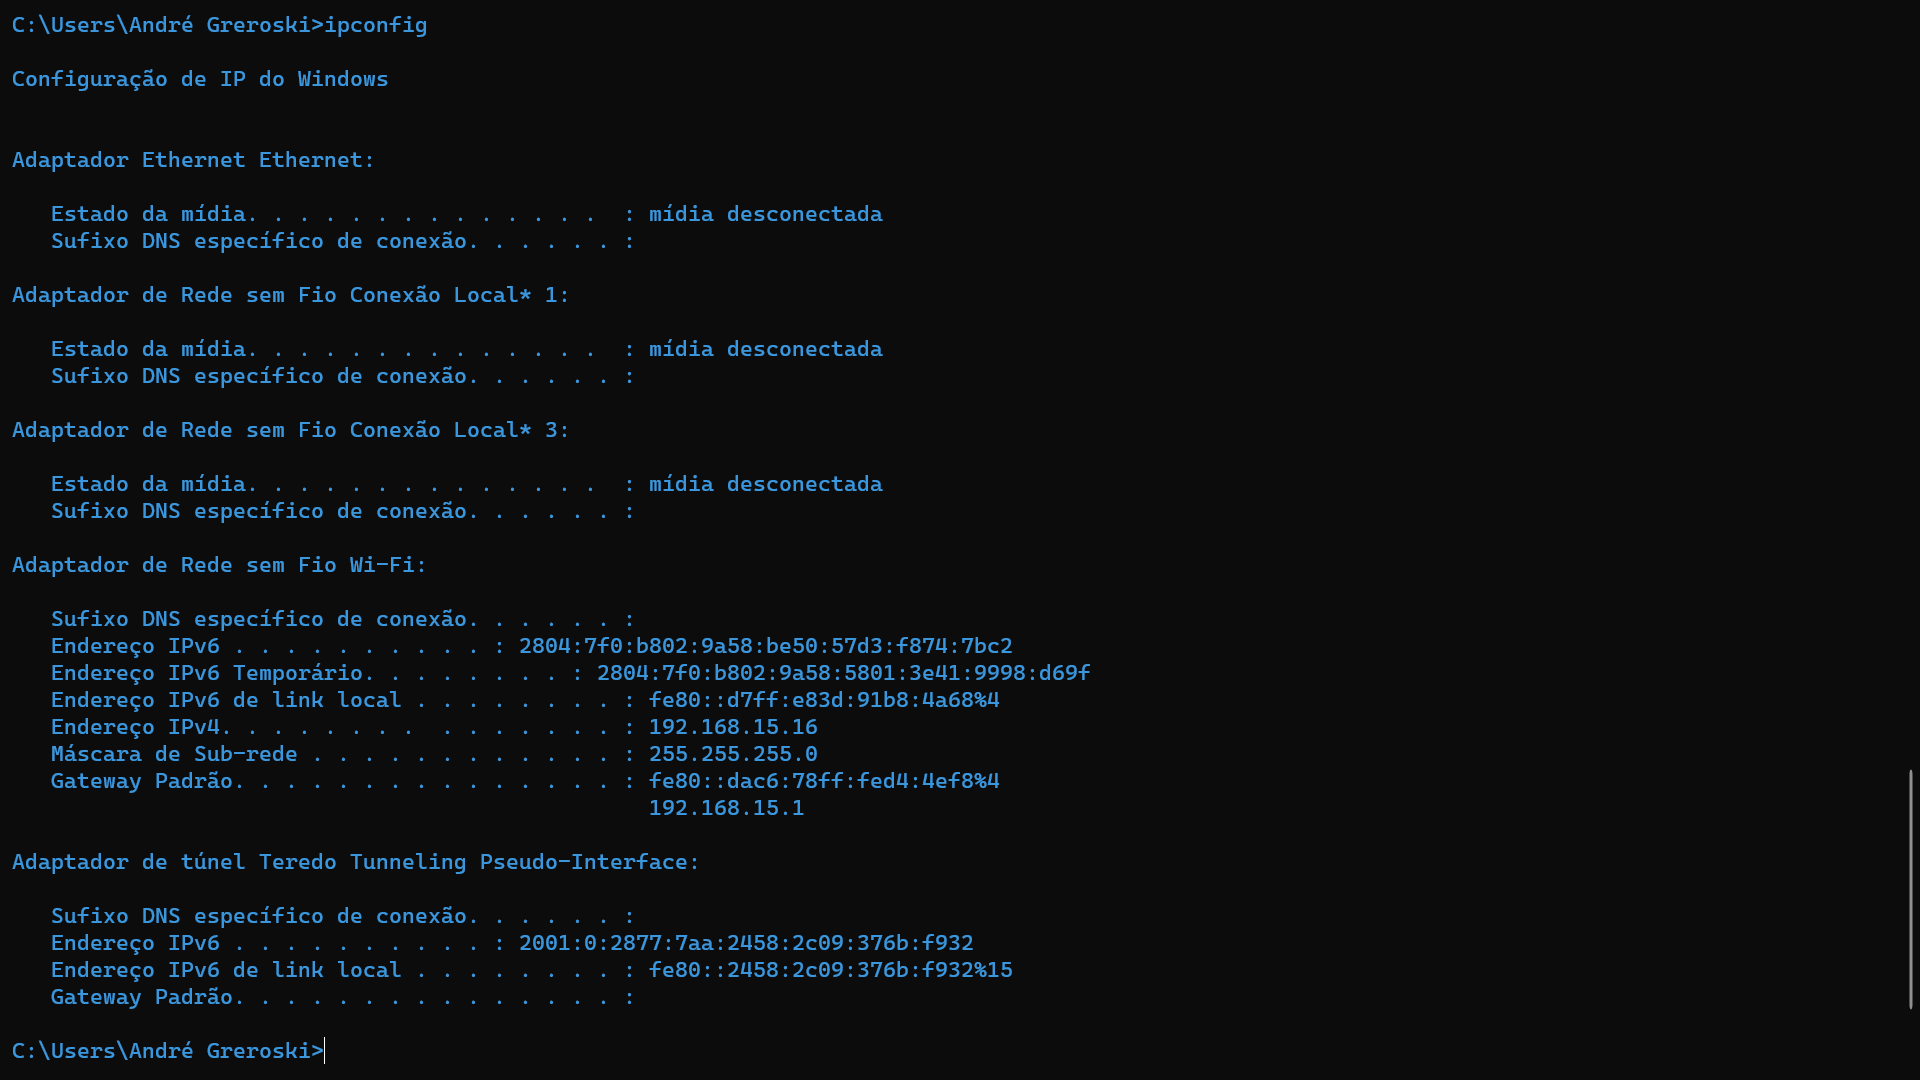 C:\Users\André Greroski>ipconfig
Configuração de IP do Windows
Adaptador Ethernet Ethernet:
   Estado da mídia. . . . . . . . . . . . . .  : mídia desconectada
   Sufixo DNS específico de conexão. . . . . . :
Adaptador de Rede sem Fio Conexão Local* 1:
   Estado da mídia. . . . . . . . . . . . . .  : mídia desconectada
   Sufixo DNS específico de conexão. . . . . . :
Adaptador de Rede sem Fio Conexão Local* 3:
   Estado da mídia. . . . . . . . . . . . . .  : mídia desconectada
   Sufixo DNS específico de conexão. . . . . . :
Adaptador de Rede sem Fio Wi-Fi:
   Sufixo DNS específico de conexão. . . . . . :
   Endereço IPv6 . . . . . . . . . . : 2804:7f0:b802:9a58:be50:57d3:f874:7bc2
   Endereço IPv6 Temporário. . . . . . . . : 2804:7f0:b802:9a58:5801:3e41:9998:d69f
   Endereço IPv6 de link local . . . . . . . . : fe80::d7ff:e83d:91b8:4a68%4
   Endereço IPv4. . . . . . . .  . . . . . . . : 192.168.15.16
   Máscara de Sub-rede . . . . . . . . . . . . : 255.255.255.0
   Gateway Padrão. . . . . . . . . . . . . . . : fe80::dac6:78ff:fed4:4ef8%4
                                                 192.168.15.1
Adaptador de túnel Teredo Tunneling Pseudo-Interface:
   Sufixo DNS específico de conexão. . . . . . :
   Endereço IPv6 . . . . . . . . . . : 2001:0:2877:7aa:2458:2c09:376b:f932
   Endereço IPv6 de link local . . . . . . . . : fe80::2458:2c09:376b:f932%15
   Gateway Padrão. . . . . . . . . . . . . . . :
C:\Users\André Greroski>